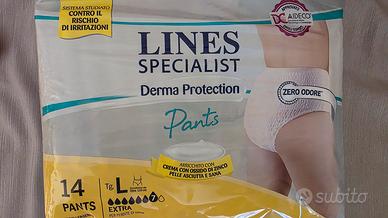 SISTEMA STUDIATO
CONTRO IL
RISCHIO DI
IRRITAZIONI
LINES
SPECIALIST
Derma Protection
Pants
ZERO ODORE
ARRICCHITO CON
CREMA CON OSSIDO DI ZINCO
PELLE ASCIUTTA E SANA
14
PANTS
Tg L
EXTRA
7
subito